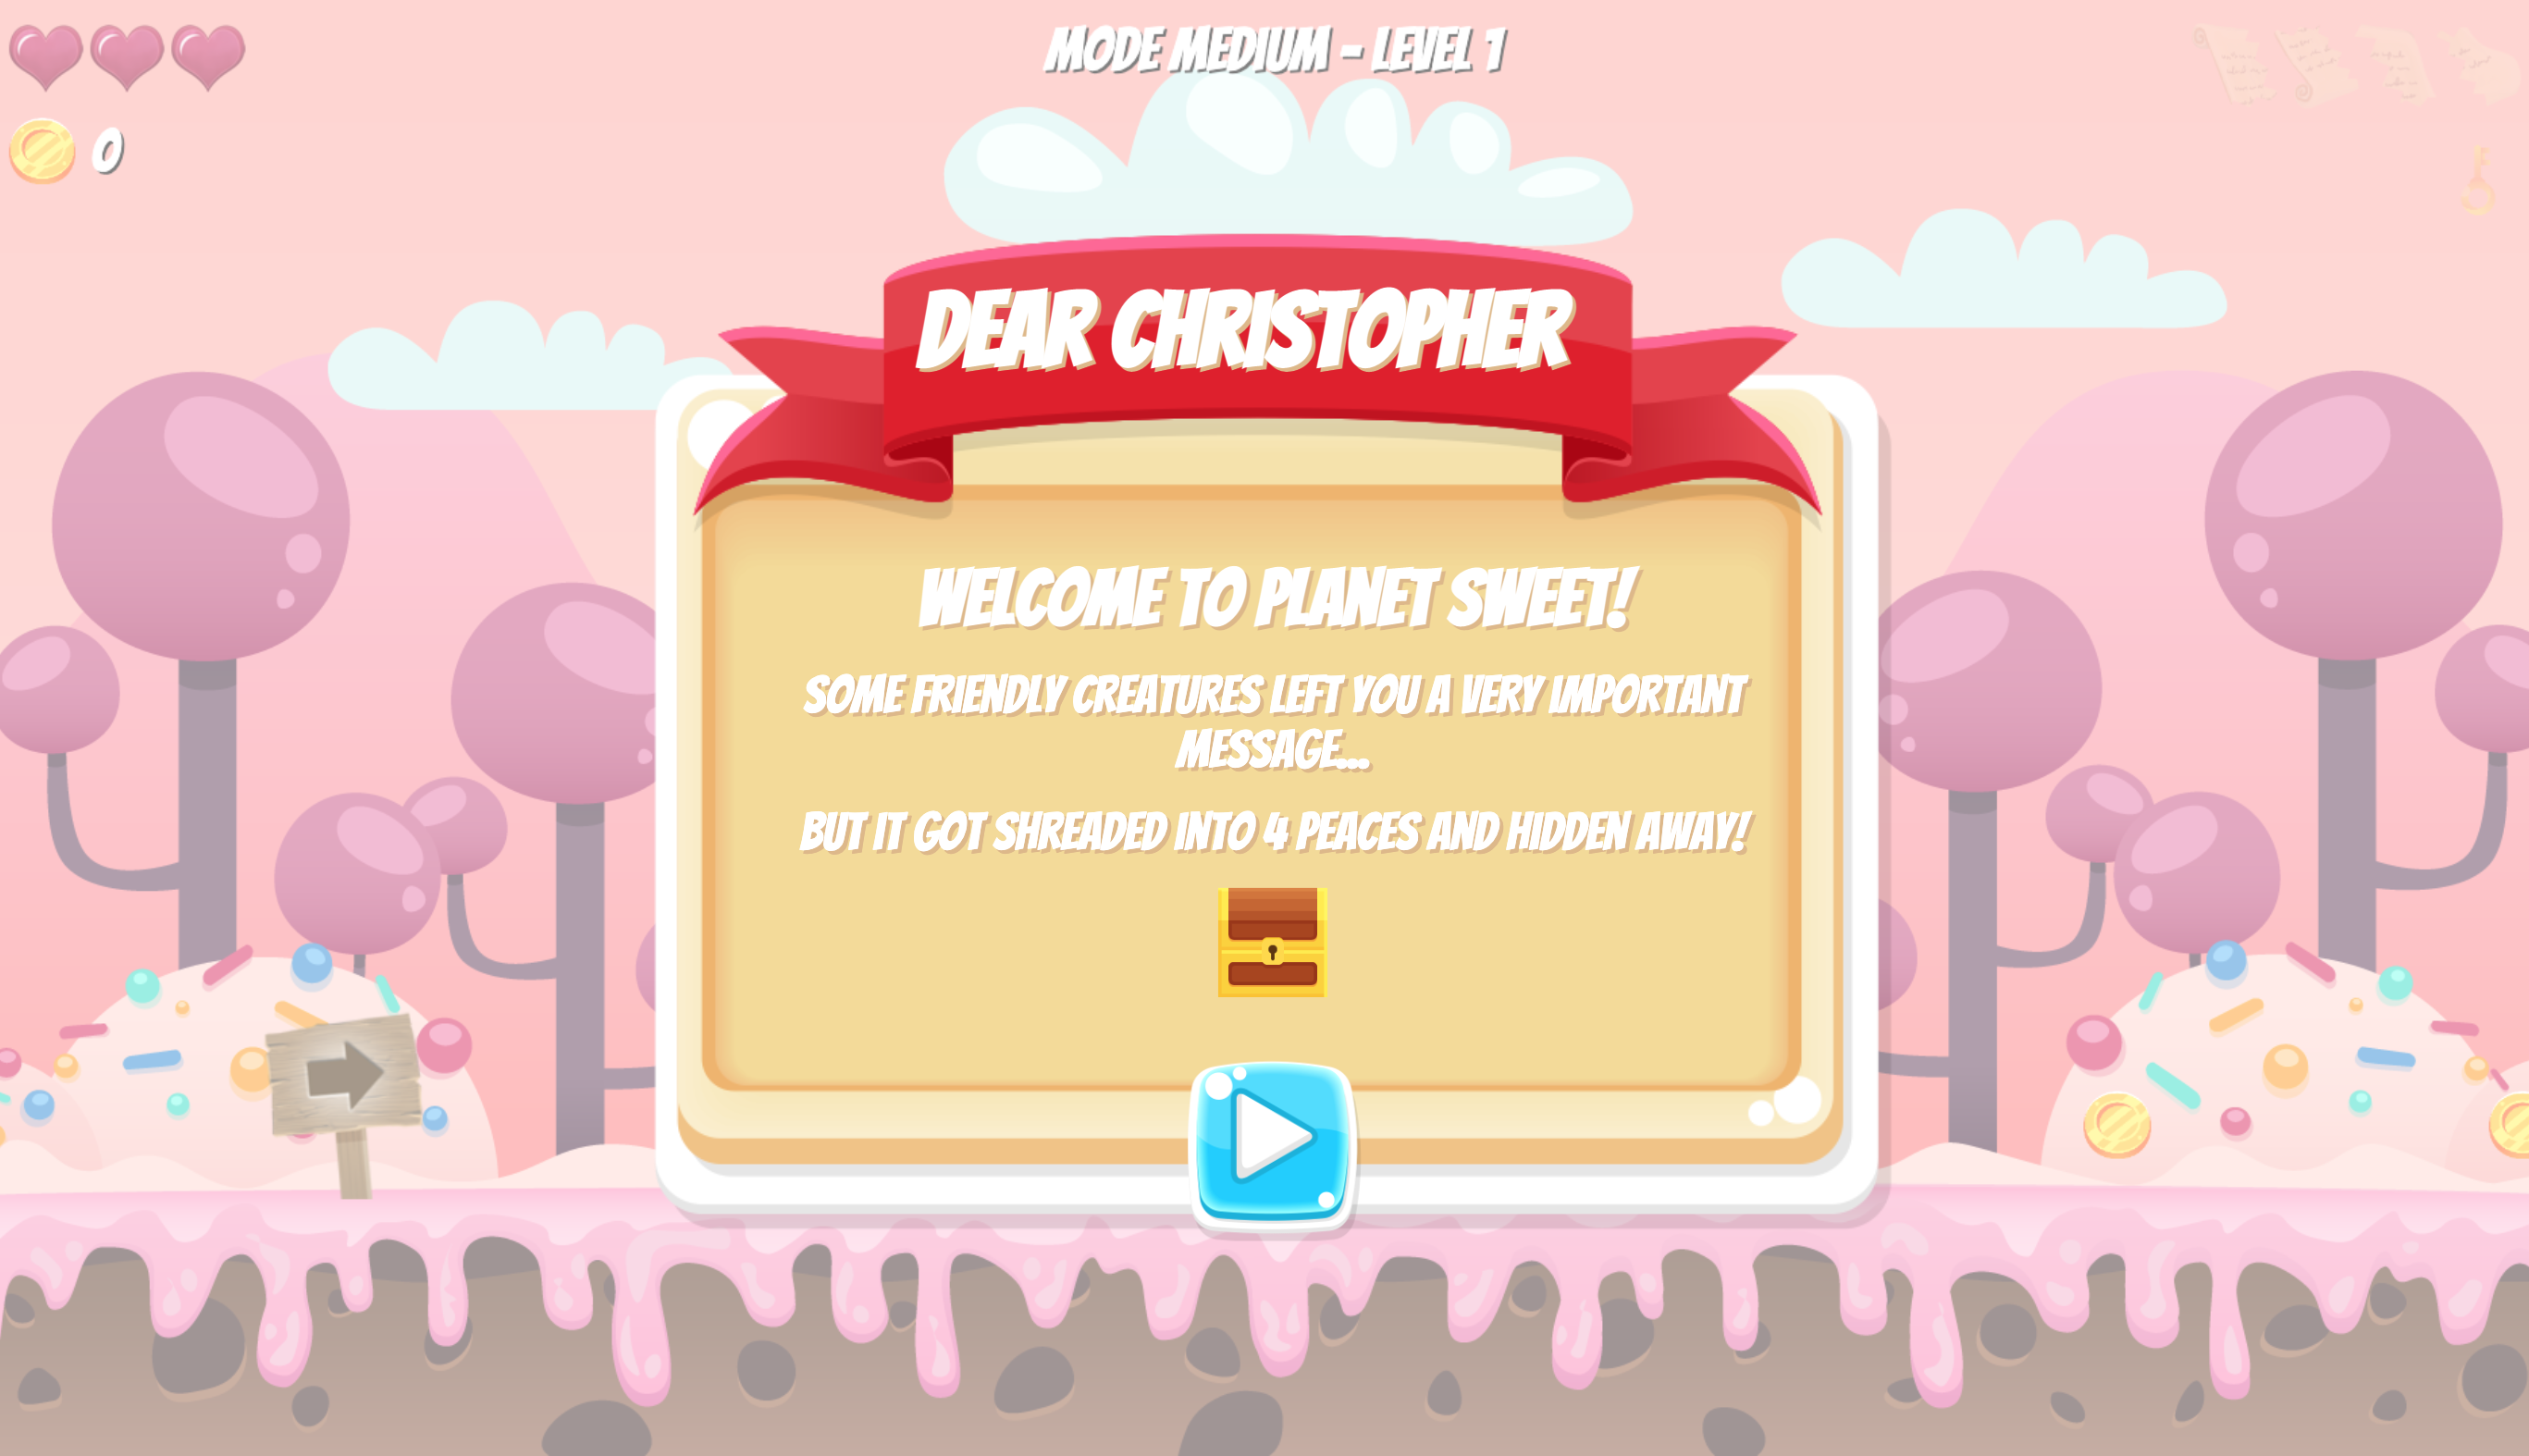 MODE MEDIUM - LEVEL 1
0
DEAR CHRISTOPHER
WELCOME TO PLANET SWEET!
SOME FRIENDLY CREATURES LEFT YOU A VERY IMPORTANT
MESSAGE...
BUT IT GOT SHREADED INTO 4 PEACES AND HIDDEN AWAY!